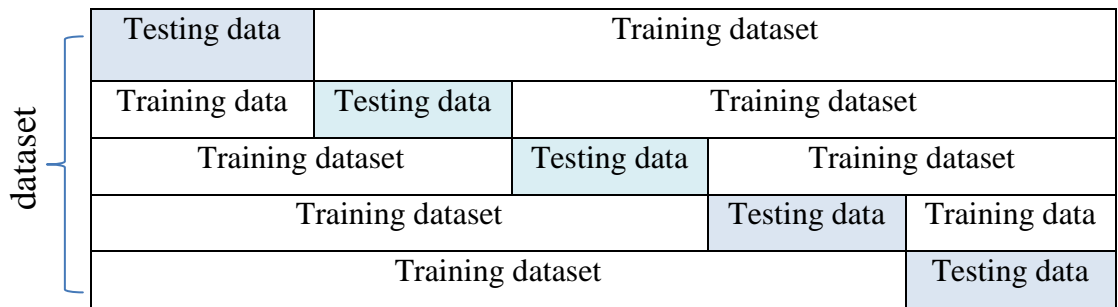 dataset
Testing data Training dataset
Training data Testing data Training dataset
Training dataset Testing data Training dataset
Training dataset Testing data Training data
Training dataset Testing data